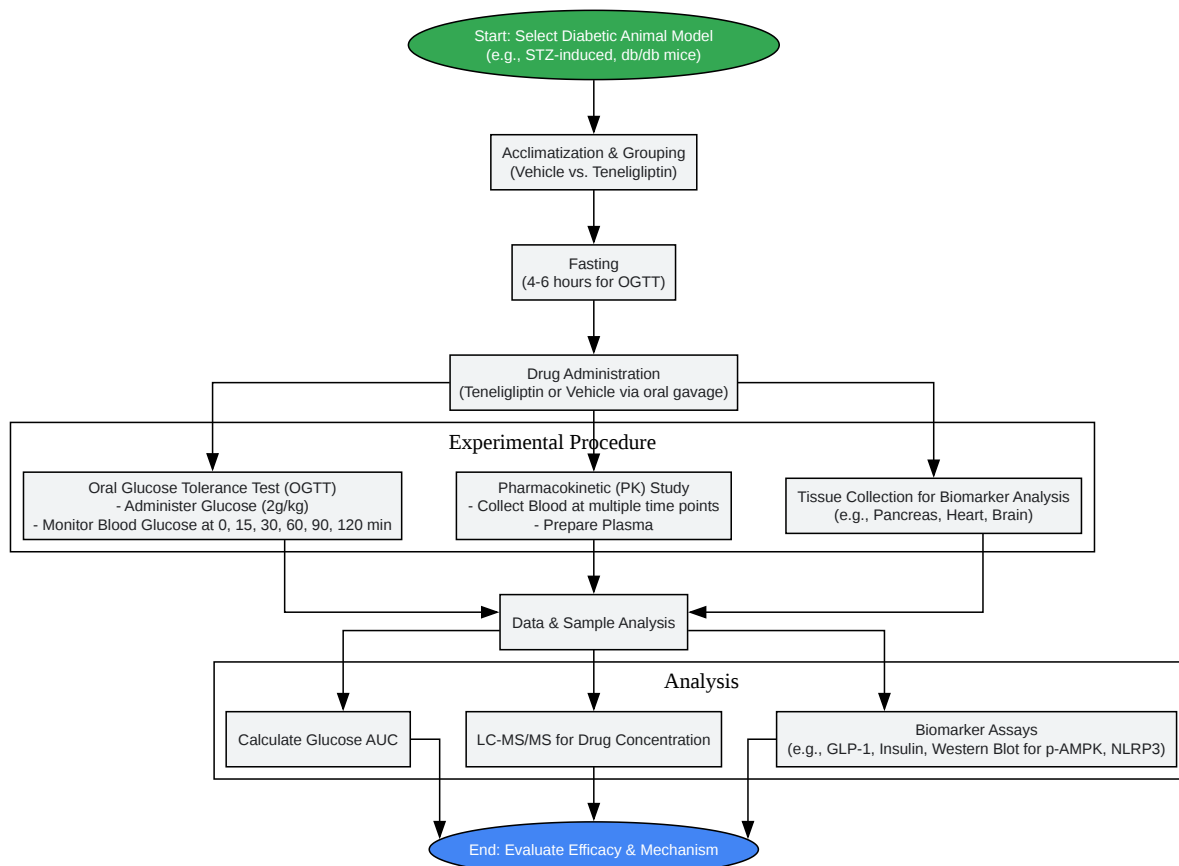 Start: Select Diabetic Animal Model
(e.g., STZ-induced, db/db mice)
Acclimatization & Grouping
(Vehicle vs. Teneligliptin)
Fasting
(4-6 hours for OGTT)
Drug Administration
(Teneligliptin or Vehicle via oral gavage)
Experimental Procedure
Oral Glucose Tolerance Test (OGTT)
- Administer Glucose (2g/kg)
- Monitor Blood Glucose at 0, 15, 30, 60, 90, 120 min
Pharmacokinetic (PK) Study
- Collect Blood at multiple time points
- Prepare Plasma
Tissue Collection for Biomarker Analysis
(e.g., Pancreas, Heart, Brain)
Data & Sample Analysis
Analysis
Calculate Glucose AUC
LC-MS/MS for Drug Concentration
Biomarker Assays
(e.g., GLP-1, Insulin, Western Blot for p-AMPK, NLRP3)
End: Evaluate Efficacy & Mechanism